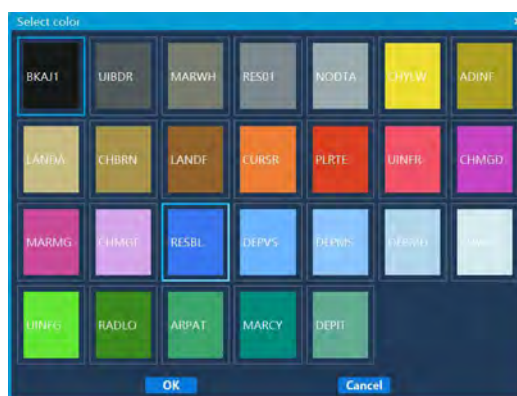 Select color
BKAJ1 UIBDR MARWH RES01 NODTA CHYLW ADINF
LANDA CHBRN LANDF CURSR PLRTE UINFR CHMGD
MARMG CHMGF RESBL DEPVS DEPMS DEPMD
UINFG RADLO ARPAT MARCY DEPIT
OK Cancel